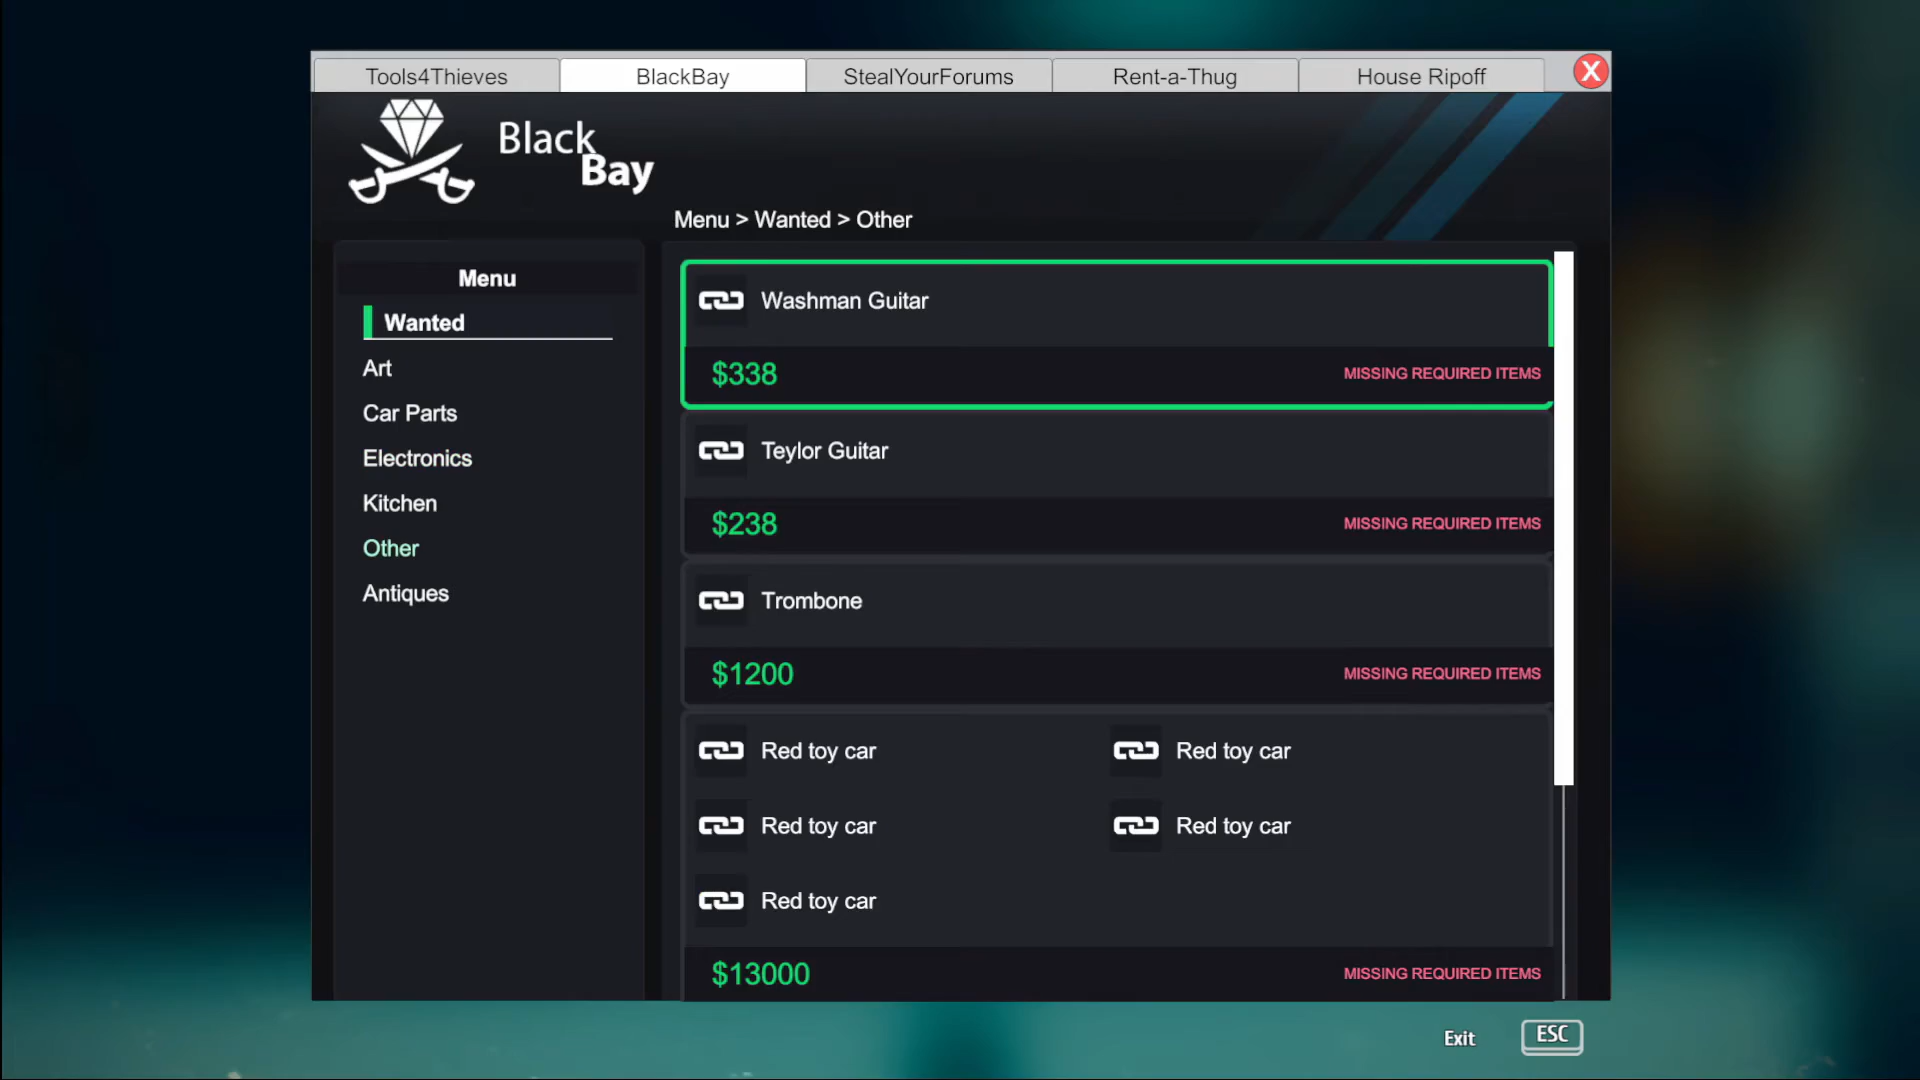 Tools4Thieves BlackBay StealYourForums Rent-a-Thug House Ripoff X
Black
Bay
Menu > Wanted > Other
Menu
Wanted
Art
Car Parts
Electronics
Kitchen
Other
Antiques
Washman Guitar
$338 MISSING REQUIRED ITEMS
Teylor Guitar
$238 MISSING REQUIRED ITEMS
Trombone
$1200 MISSING REQUIRED ITEMS
Red toy car Red toy car
Red toy car Red toy car
Red toy car
$13000 MISSING REQUIRED ITEMS
Exit ESC